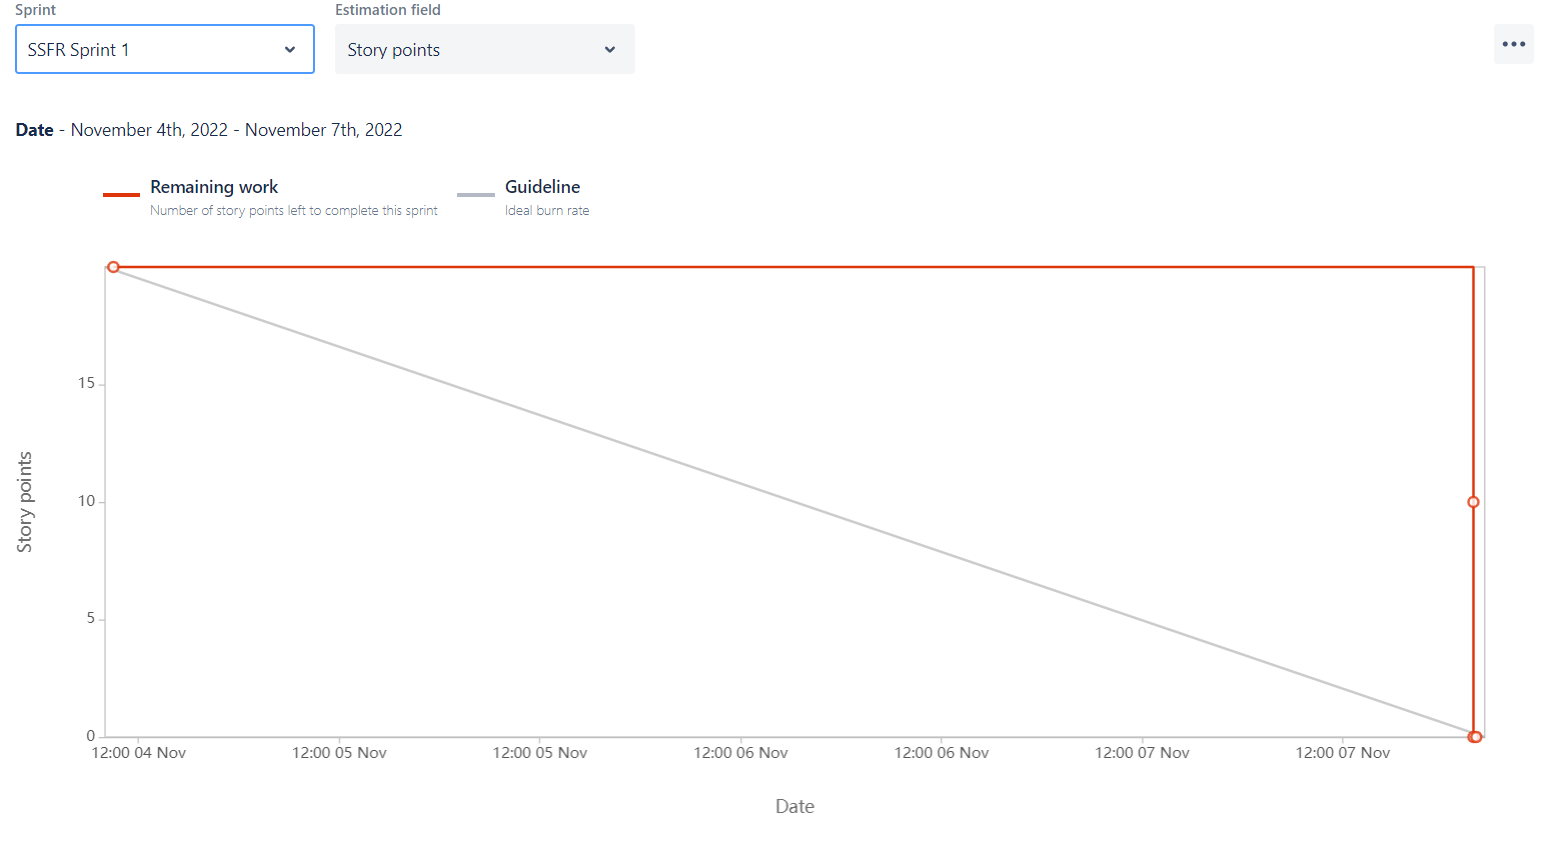 Sprint Estimation field
SSFR Sprint 1 Story points
Date - November 4th, 2022 - November 7th, 2022
Remaining work Guideline
Number of story points left to complete this sprint Ideal burn rate
15
10
5
0
Story points
12:00 04 Nov 12:00 05 Nov 12:00 05 Nov 12:00 06 Nov 12:00 06 Nov 12:00 07 Nov 12:00 07 Nov
Date